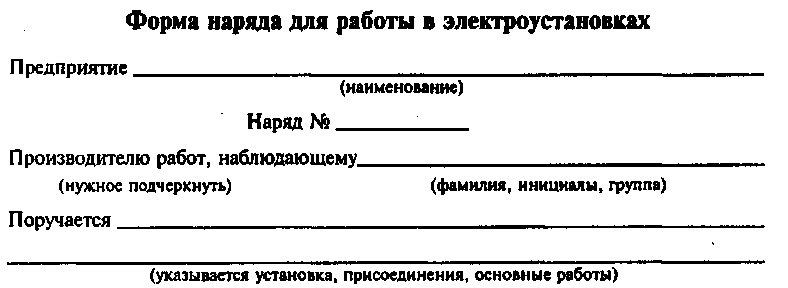 Форма наряда для работы в электроустановках
Предприятие
(наименование)
Наряд №
Производителю работ, наблюдающему
(нужное подчеркнуть) (фамилия, инициалы, группа)
Поручается
(указывается установка, присоединения, основные работы)